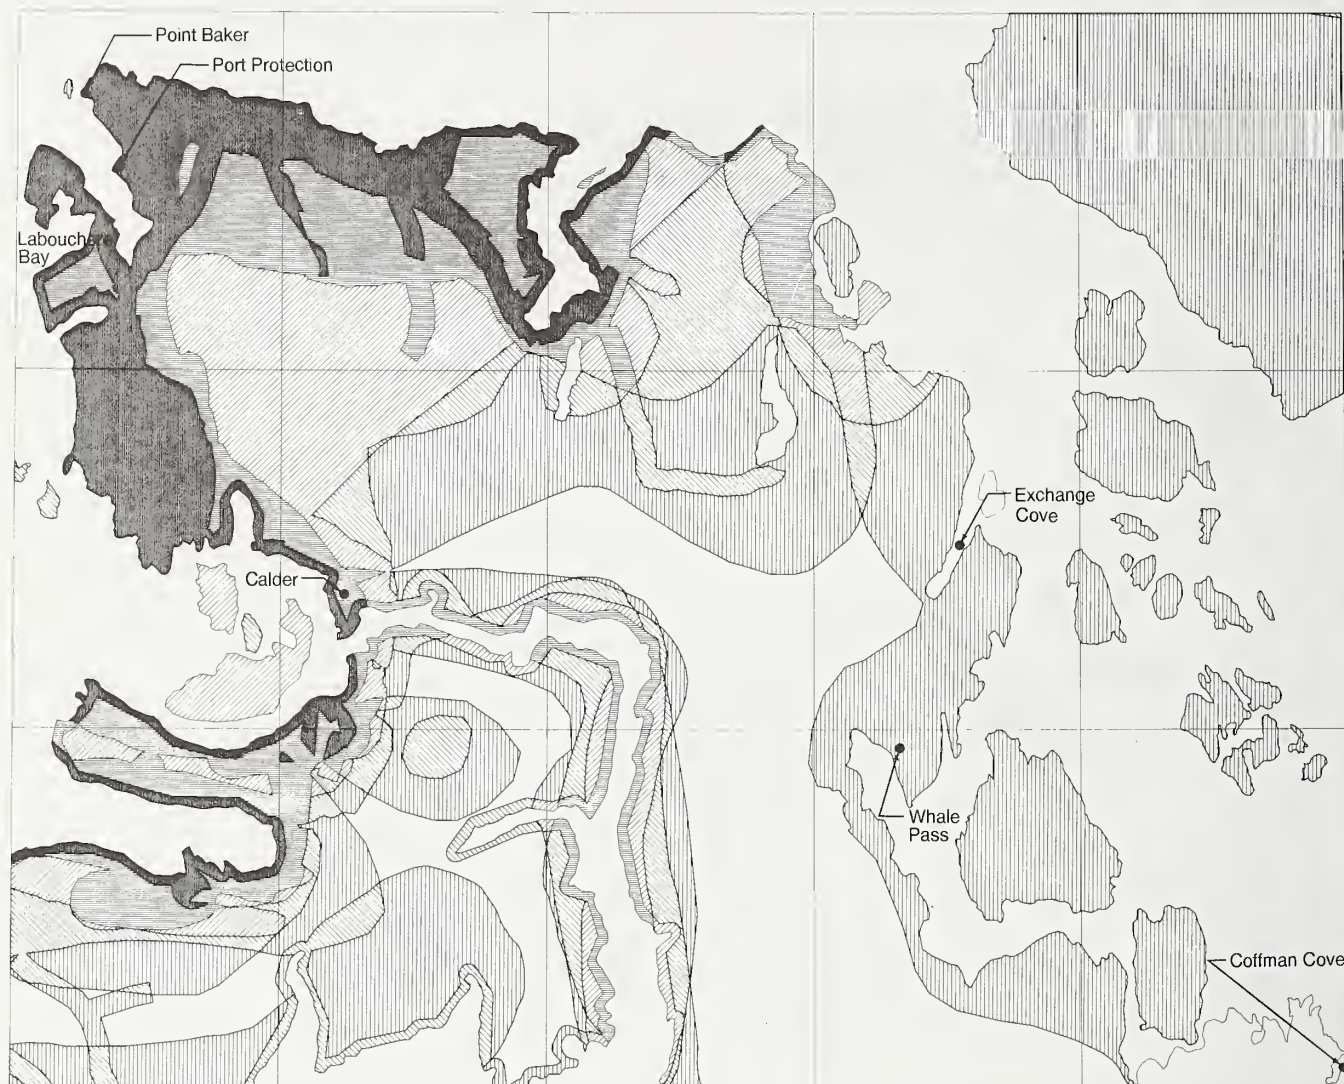 Point Baker
Port Protection
Labouchere
Bay
Exchange
Cove
Calder
Whale
Pass
Coffman Cove